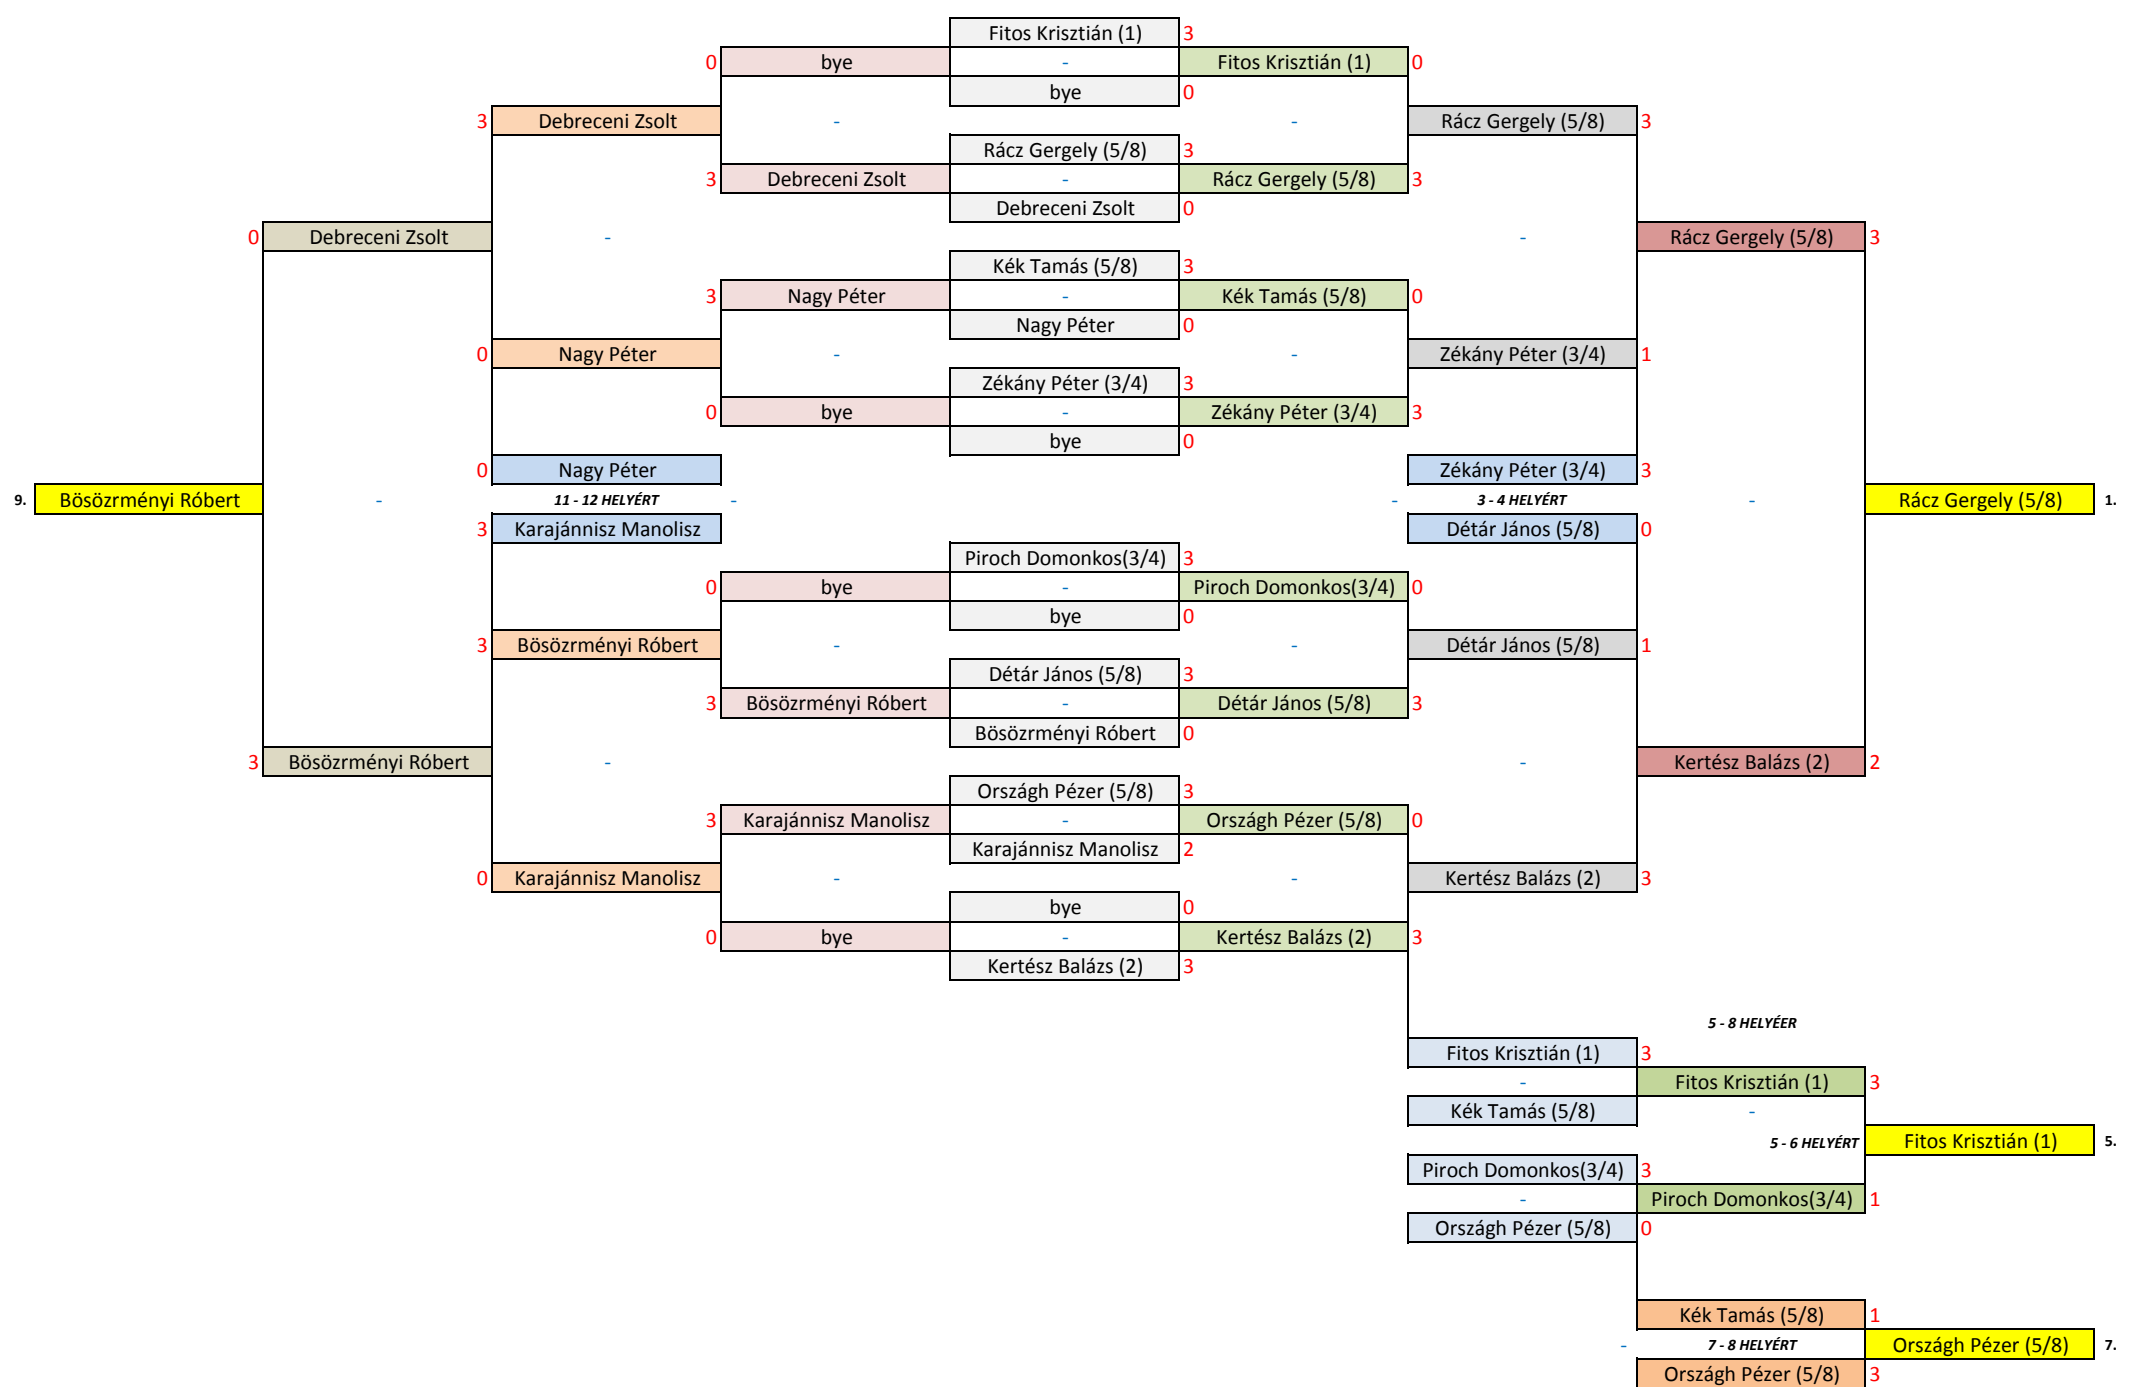 Fitos Krisztián (1) 3
0 bye - Fitos Krisztián (1) 0
bye 0
3 Debreceni Zsolt - - Rácz Gergely (5/8) 3
Rácz Gergely (5/8) 3
3 Debreceni Zsolt - Rácz Gergely (5/8) 3
Debreceni Zsolt 0
0 Debreceni Zsolt - - Rácz Gergely (5/8) 3
Kék Tamás (5/8) 3
3 Nagy Péter - Kék Tamás (5/8) 0
Nagy Péter 0
0 Nagy Péter - - Zékány Péter (3/4) 1
Zékány Péter (3/4) 3
0 bye - Zékány Péter (3/4) 3
bye 0
0 Nagy Péter Zékány Péter (3/4) 3
9. Bösözrményi Róbert - 11 - 12 HELYÉRT - - 3 - 4 HELYÉRT - Rácz Gergely (5/8) 1.
3 Karajánnisz Manolisz Détár János (5/8) 0
Piroch Domonkos(3/4) 3
0 bye - Piroch Domonkos(3/4) 0
bye 0
3 Bösözrményi Róbert - - Détár János (5/8) 1
Détár János (5/8) 3
3 Bösözrményi Róbert - Détár János (5/8) 3
Bösözrményi Róbert 0
3 Bösözrményi Róbert - - Kertész Balázs (2) 2
Országh Pézer (5/8) 3
3 Karajánnisz Manolisz - Országh Pézer (5/8) 0
Karajánnisz Manolisz 2
0 Karajánnisz Manolisz - - Kertész Balázs (2) 3
bye 0
0 bye - Kertész Balázs (2) 3
Kertész Balázs (2) 3
5 - 8 HELYÉER
Fitos Krisztián (1) 3
- Fitos Krisztián (1) 3
Kék Tamás (5/8) -
5 - 6 HELYÉRT Fitos Krisztián (1) 5.
Piroch Domonkos(3/4) 3
- Piroch Domonkos(3/4) 1
Országh Pézer (5/8) 0
Kék Tamás (5/8) 1
- 7 - 8 HELYÉRT Országh Pézer (5/8) 7.
Országh Pézer (5/8) 3